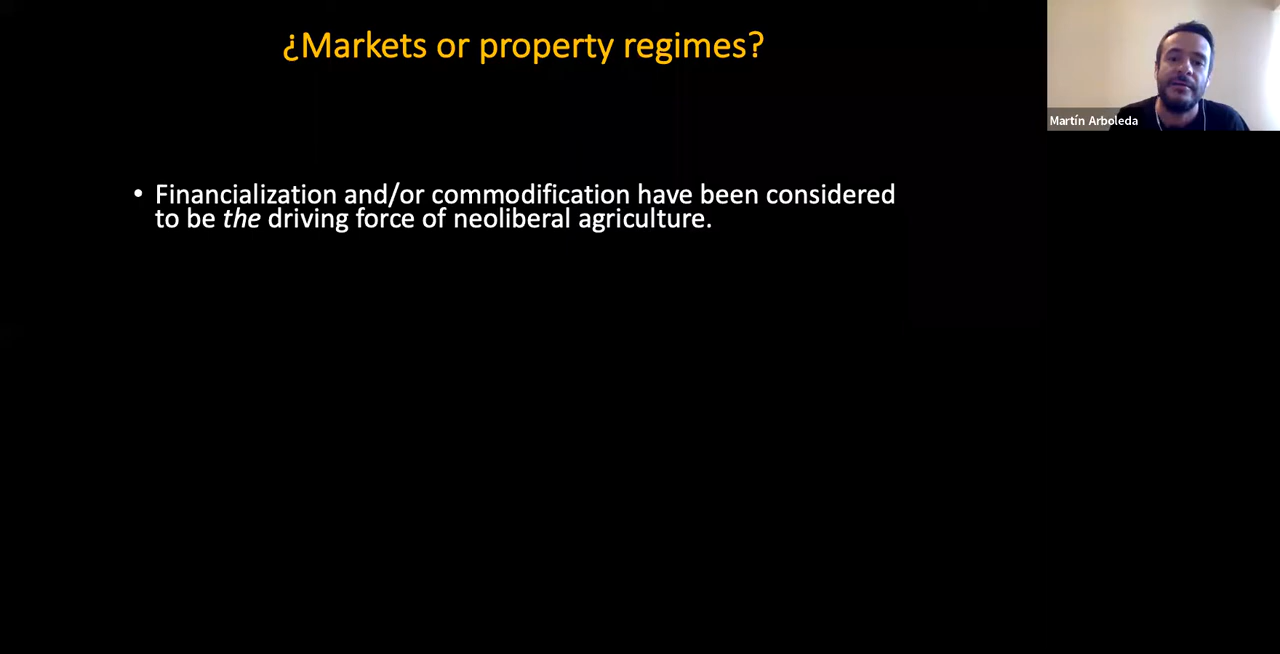 ¿Markets or property regimes?
Martín Arboleda
• Financialization and/or commodification have been considered
to be the driving force of neoliberal agriculture.